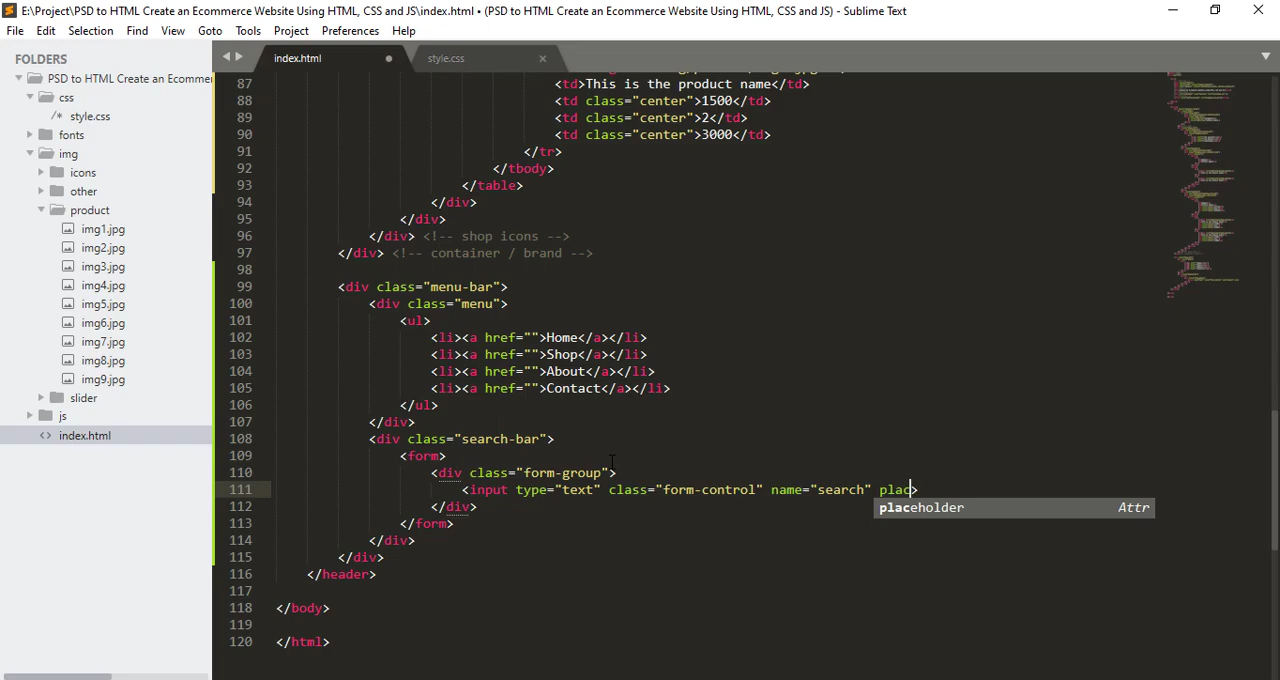 E:\Project\PSD to HTML Create an Ecommerce Website Using HTML, CSS and JS\index.html • (PSD to HTML Create an Ecommerce Website Using HTML, CSS and JS) - Sublime Text
File Edit Selection Find View Goto Tools Project Preferences Help
FOLDERS
PSD to HTML Create an Ecommer
css
/* style.css
fonts
img
icons
other
product
img1.jpg
img2.jpg
img3.jpg
img4.jpg
img5.jpg
img6.jpg
img7.jpg
img8.jpg
img9.jpg
slider
js
<> index.html
index.html
style.css
87 <td>This is the product name</td>
88 <td class="center">1500</td>
89 <td class="center">2</td>
90 <td class="center">3000</td>
91 </tr>
92 </tbody>
93 </table>
94 </div>
95 </div>
96 </div> <!-- shop icons -->
97 </div> <!-- container / brand -->
98
99 <div class="menu-bar">
100 <div class="menu">
101 <ul>
102 <li><a href="">Home</a></li>
103 <li><a href="">Shop</a></li>
104 <li><a href="">About</a></li>
105 <li><a href="">Contact</a></li>
106 </ul>
107 </div>
108 <div class="search-bar">
109 <form>
110 <div class="form-group">
111 <input type="text" class="form-control" name="search" plac>
placeholder Attr
112 </div>
113 </form>
114 </div>
115 </div>
116 </header>
117
118 </body>
119
120 </html>